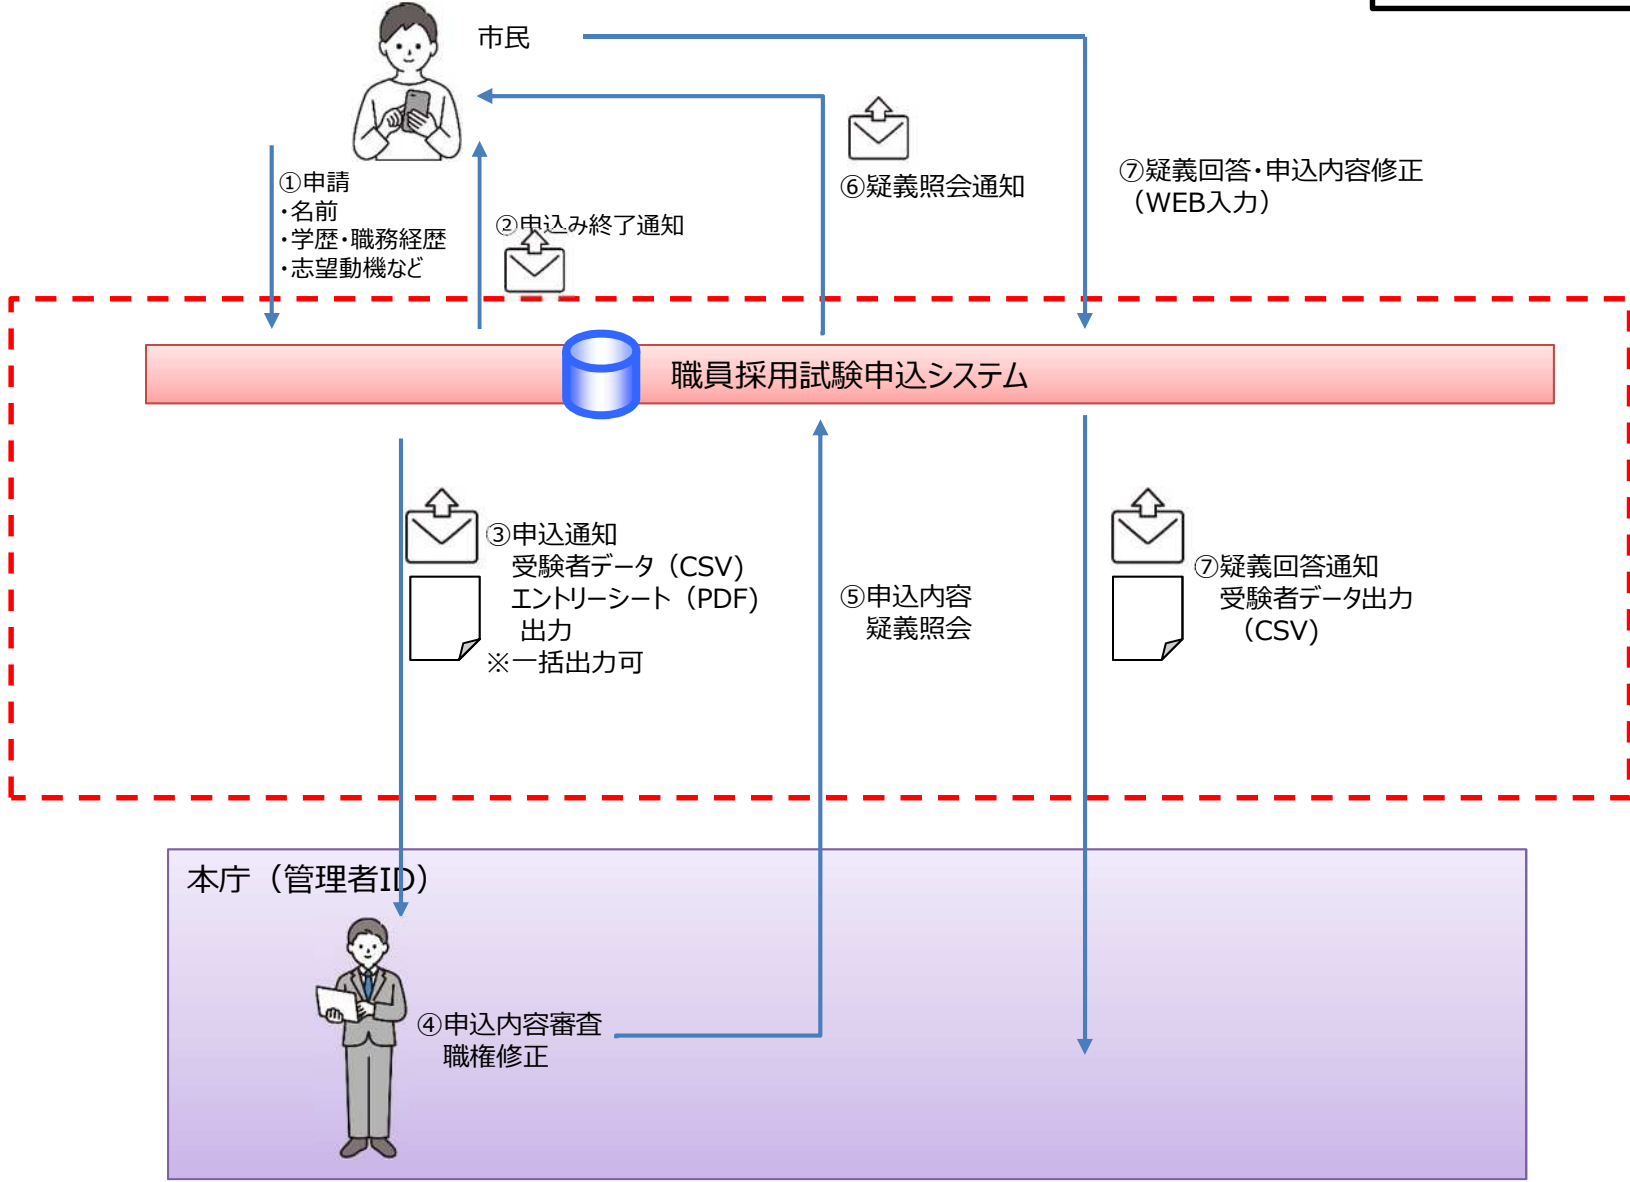 市民
①申請
・名前
・学歴・職務経歴
・志望動機など
②申込み終了通知
⑥疑義照会通知
⑦疑義回答・申込内容修正
（WEB入力）
職員採用試験申込システム
③申込通知
受験者データ（CSV）
エントリーシート（PDF）
出力
※一括出力可
⑤申込内容
疑義照会
⑦疑義回答通知
受験者データ出力
（CSV）
本庁（管理者ID）
④申込内容審査
職権修正